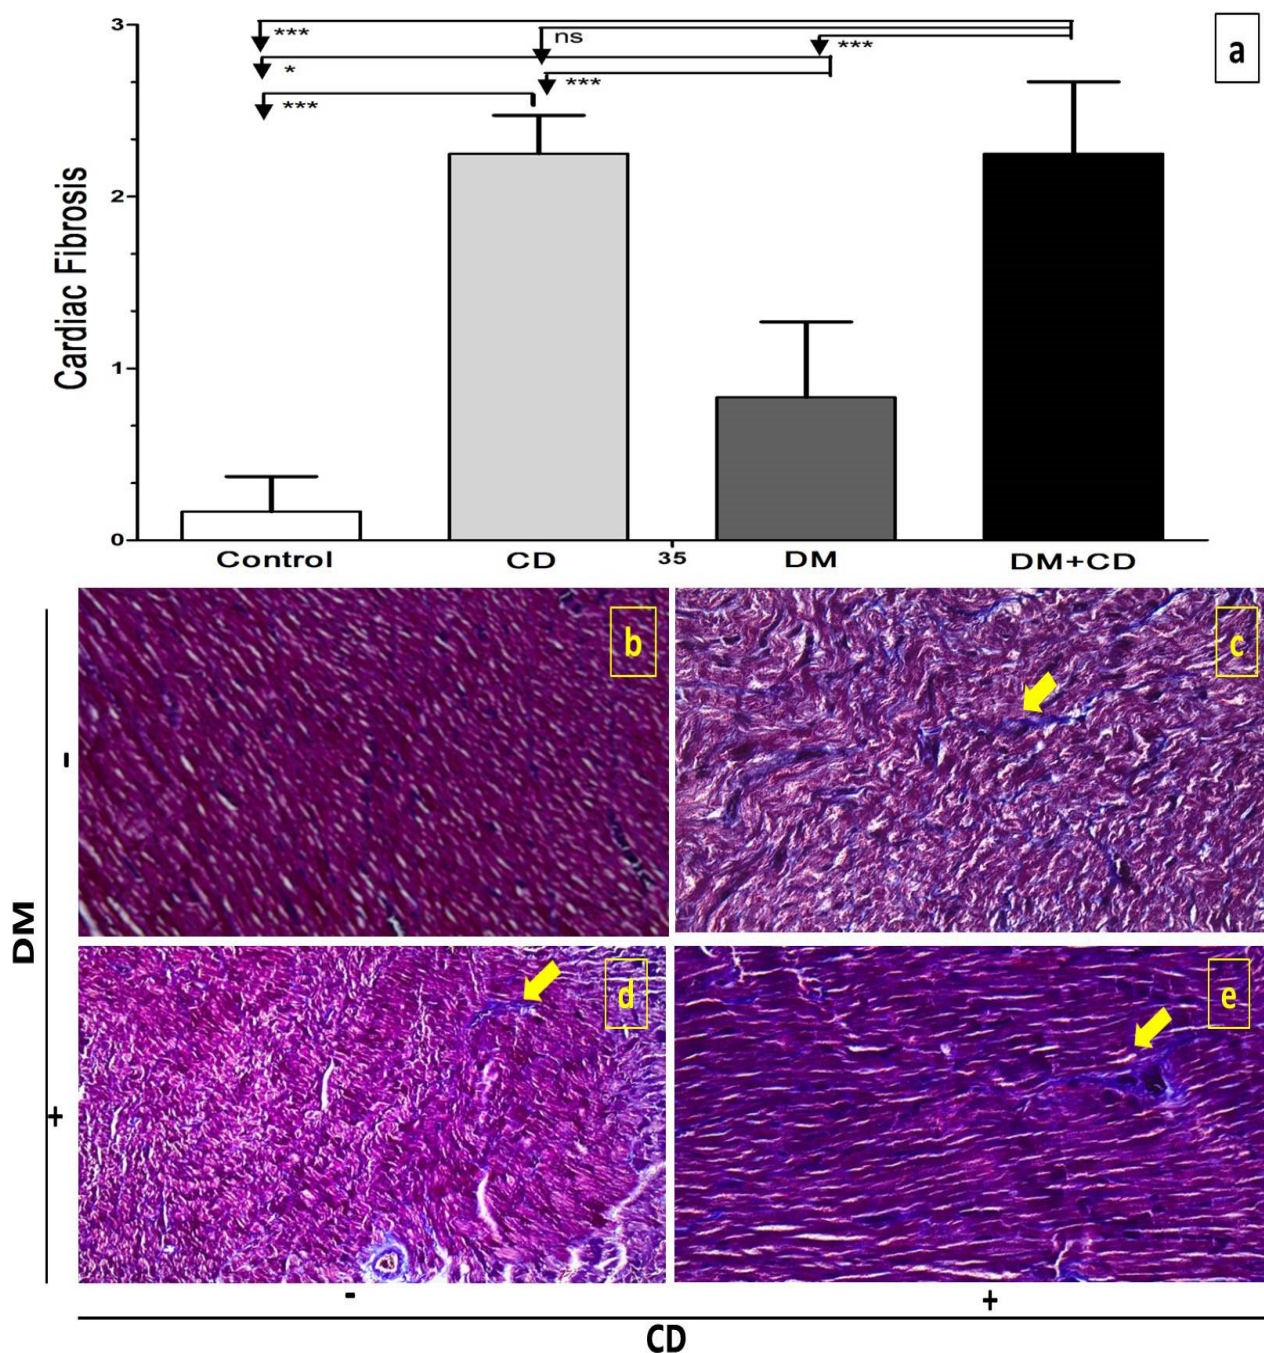 3
2
1
0
Cardiac Fibrosis
a
***
ns
***
*
***
***
Control
CD
35
DM
DM+CD
b
c
d
e
DM
-
+
-
+
CD